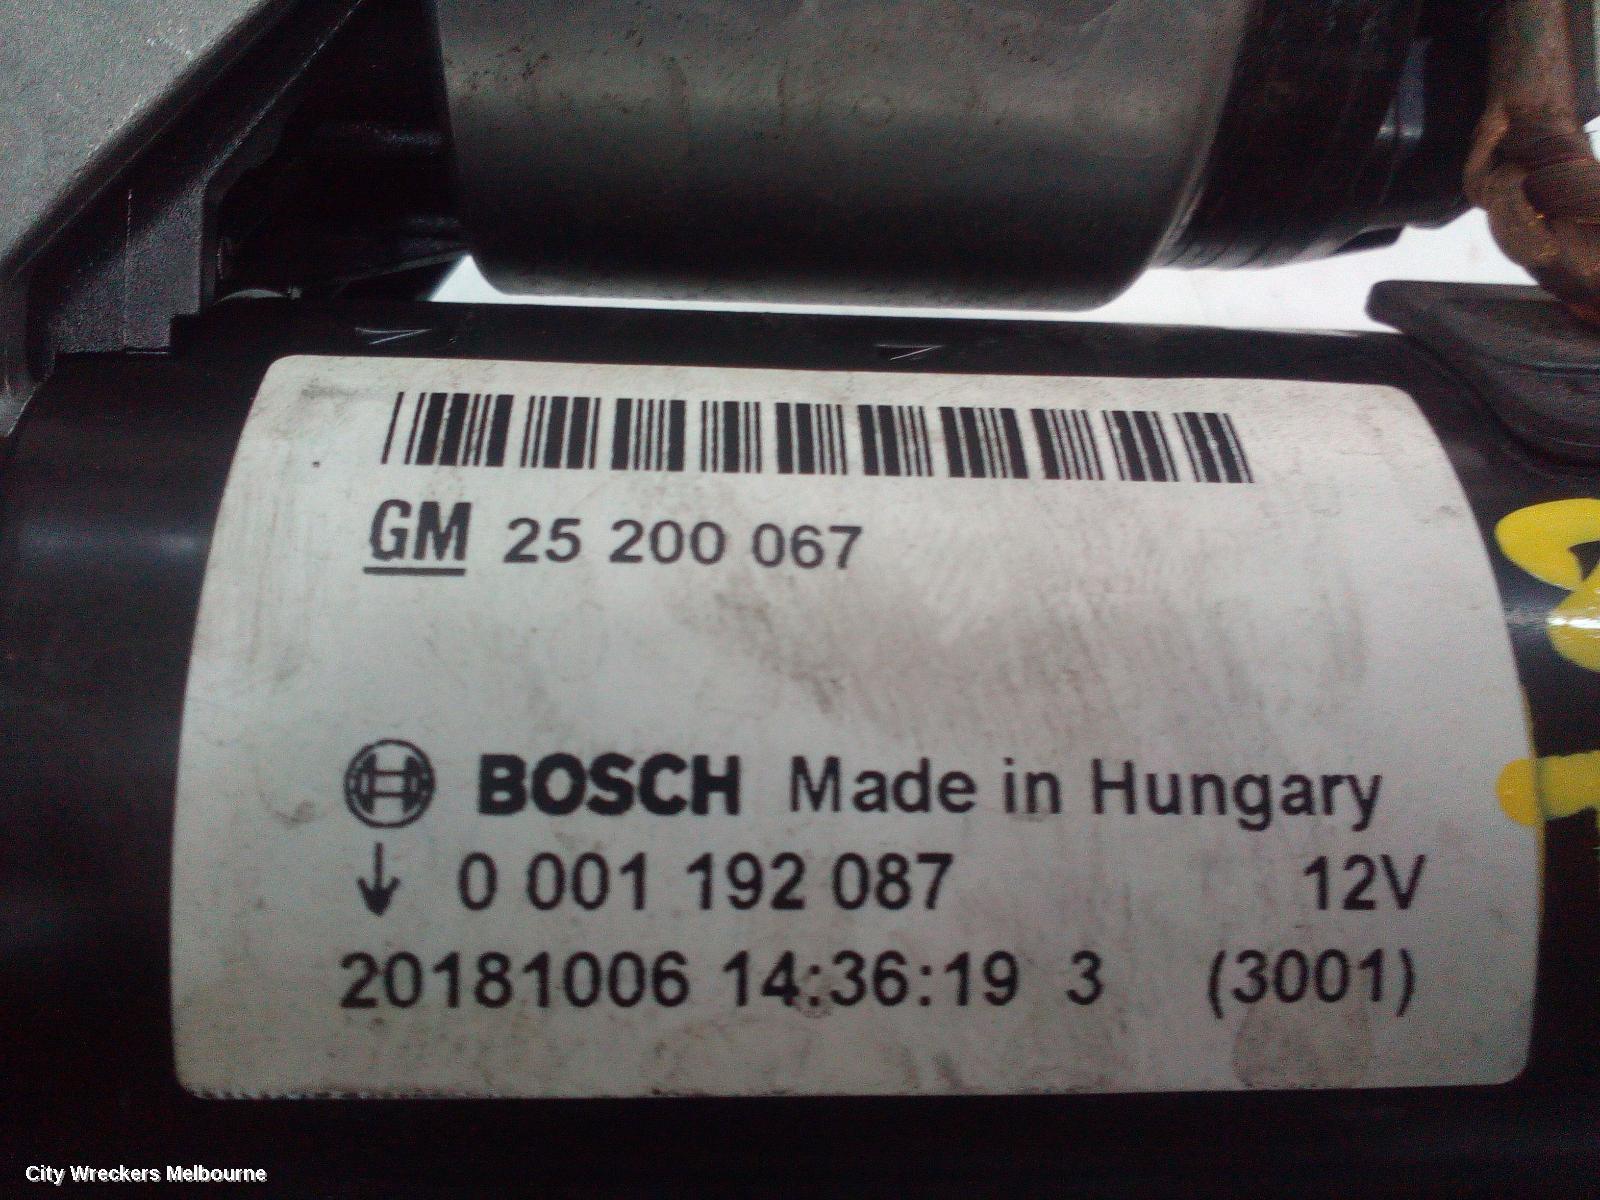 GM 25 200 067
BOSCH Made in Hungary
↓ 0 001 192 087 12V
20181006 14:36:19 3 (3001)
City Wreckers Melbourne